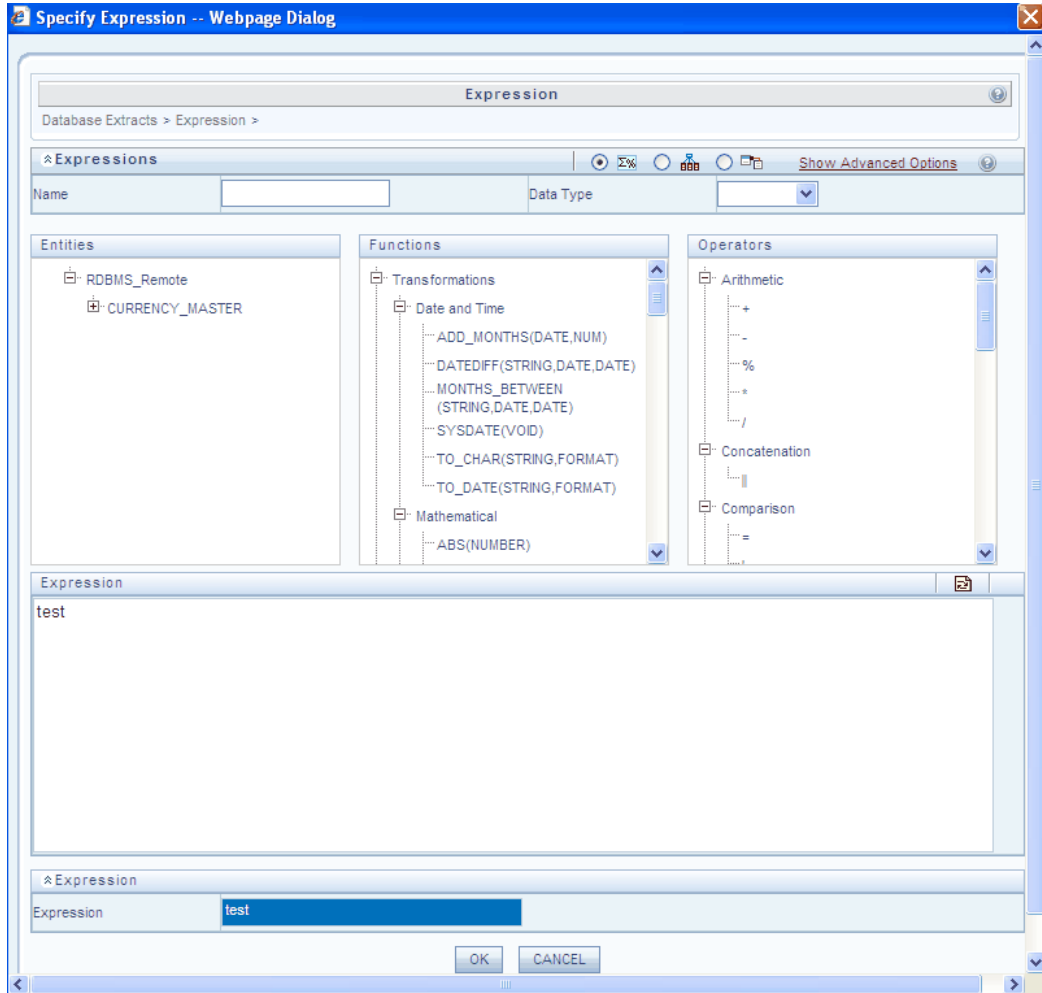 Specify Expression -- Webpage Dialog
Expression
Database Extracts > Expression >
Expressions
Σ%
Show Advanced Options
Name
Data Type
Entities
RDBMS_Remote
CURRENCY_MASTER
Functions
Transformations
Date and Time
ADD_MONTHS(DATE,NUM)
DATEDIFF(STRING,DATE,DATE)
MONTHS_BETWEEN
(STRING,DATE,DATE)
SYSDATE(VOID)
TO_CHAR(STRING,FORMAT)
TO_DATE(STRING,FORMAT)
Mathematical
ABS(NUMBER)
Operators
Arithmetic
+
-
%
*
/
Concatenation
||
Comparison
=
Expression
test
Expression
Expression
test
OK
CANCEL